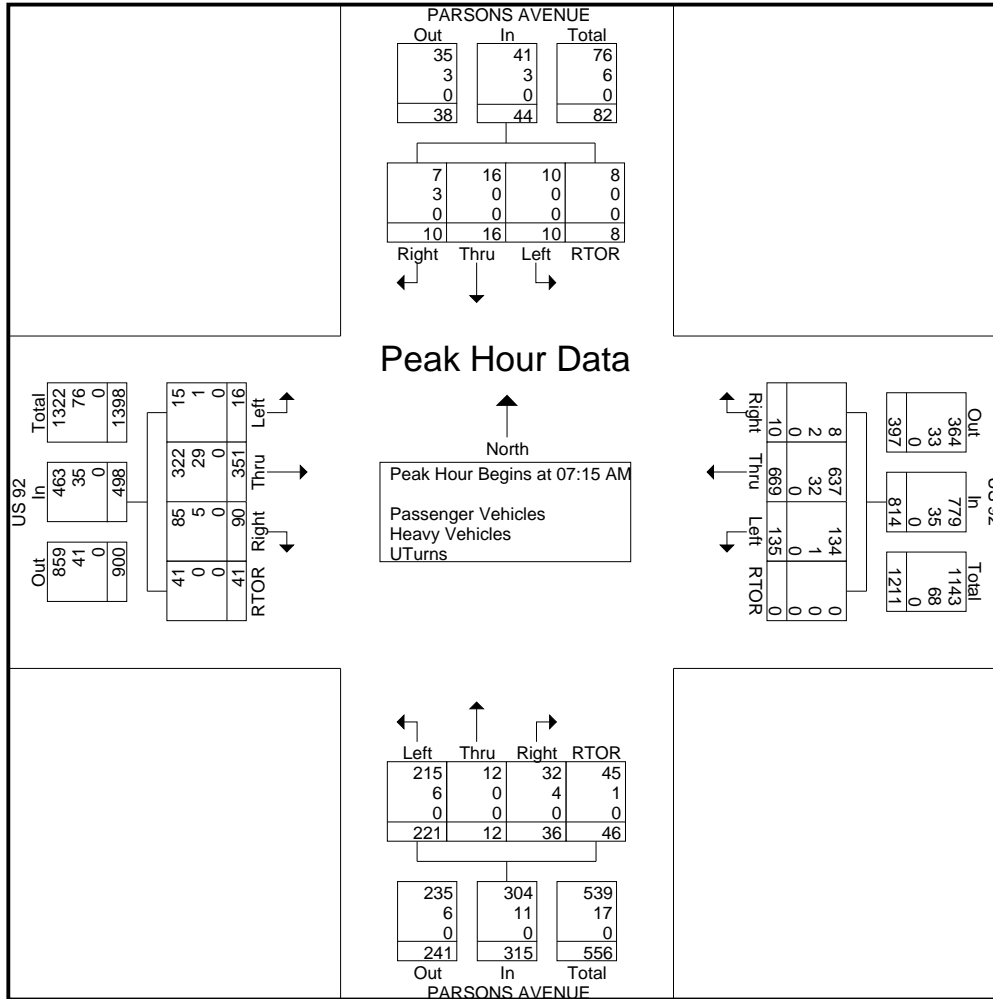 PARSONS AVENUE
Out In Total
35 41 76
3 3 6
0 0 0
38 44 82
7 16 10 8
3 0 0 0
0 0 0 0
10 16 10 8
Right Thru Left RTOR
Peak Hour Data
North
Peak Hour Begins at 07:15 AM
Passenger Vehicles
Heavy Vehicles
UTurns
US 92
Out In Total
859 463 1322
41 35 76
0 0 0
900 498 1398
RTOR Right Thru Left
41 85 322 15
0 5 29 1
0 0 0 0
41 90 351 16
US 92
Out In Total
364 779 1143
33 35 68
0 0 0
397 814 1211
8 637 134 0
2 32 1 0
0 0 0 0
10 669 135 0
Right Thru Left RTOR
Left Thru Right RTOR
215 12 32 45
6 0 4 1
0 0 0 0
221 12 36 46
235 304 539
6 11 17
0 0 0
241 315 556
Out In Total
PARSONS AVENUE